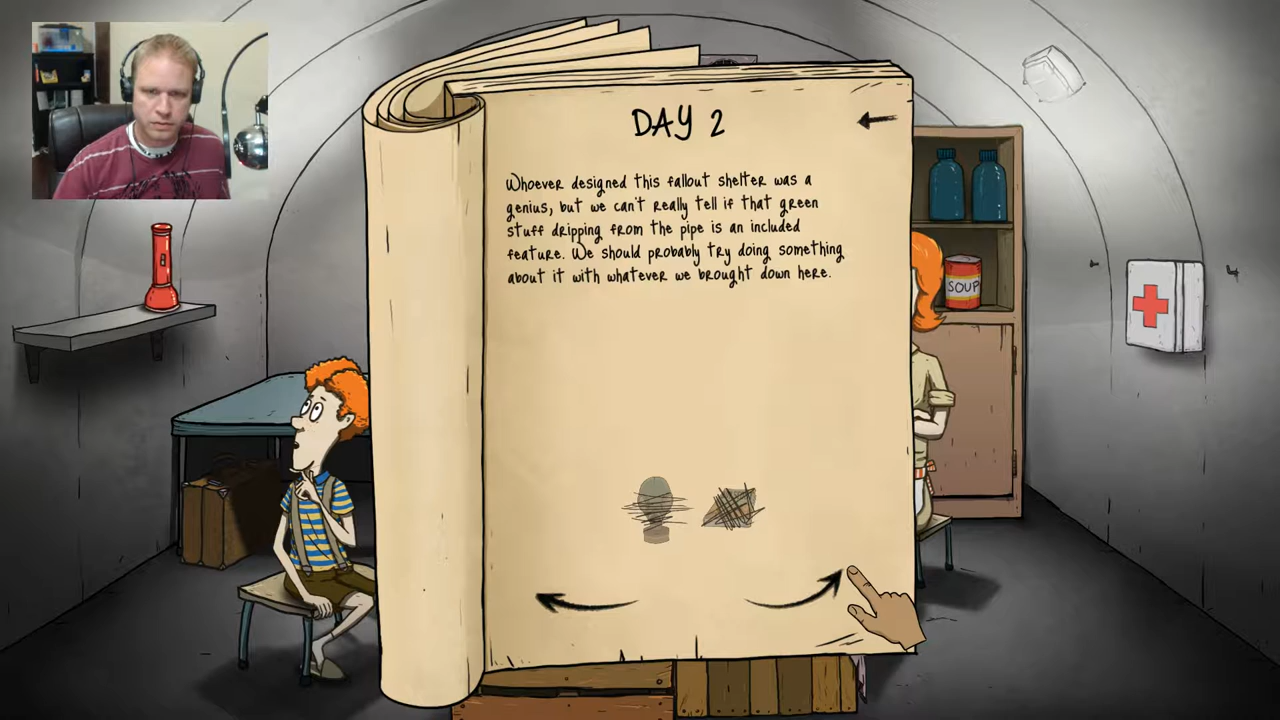 DAY 2
Whoever designed this fallout shelter was a
genius, but we can't really tell if that green
stuff dripping from the pipe is an included
feature. We should probably try doing something
about it with whatever we brought down here.
SOUP